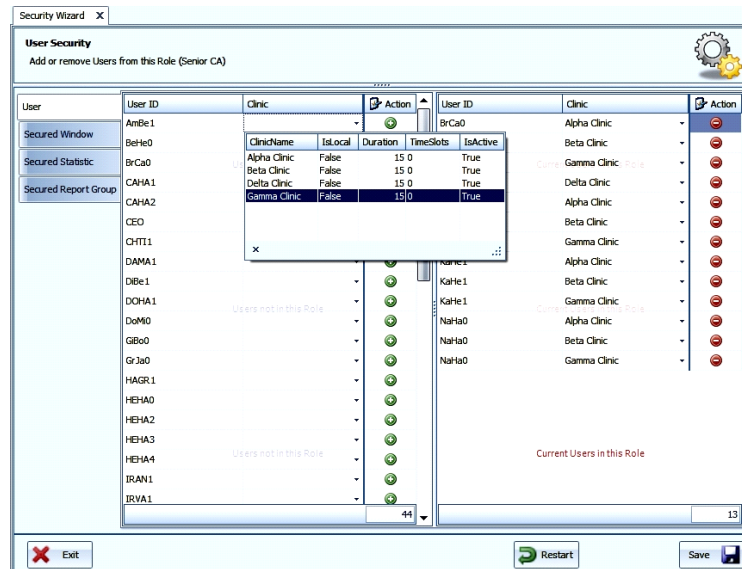 Security Wizard X
User Security
Add or remove Users from this Role (Senior CA)
User
Secured Window
Secured Statistic
Secured Report Group
User ID Clinic Action
AmBe1
BeHe0
BrCa0
CAHA1
CAHA2
CEO
CHTI1
DAMA1
DiBe1
DOHA1
Users not in this Role
DoMi0
GiBo0
GrJa0
HAGR1
HEHA0
HEHA2
HEHA3
HEHA4
Users not in this Role
IRAN1
IRVA1
44
ClinicName IsLocal Duration TimeSlots IsActive
Alpha Clinic False 15 0 True
Beta Clinic False 15 0 True
Delta Clinic False 15 0 True
Gamma Clinic False 15 0 True
x
User ID Clinic Action
BrCa0 Alpha Clinic
Beta Clinic
Gamma Clinic
Delta Clinic
Alpha Clinic
Beta Clinic
Gamma Clinic
KaHe1 Alpha Clinic
KaHe1 Beta Clinic
KaHe1 Gamma Clinic
Current Users in this Role
NaHa0 Alpha Clinic
NaHa0 Beta Clinic
NaHa0 Gamma Clinic
Current Users in this Role
13
Exit
Restart
Save